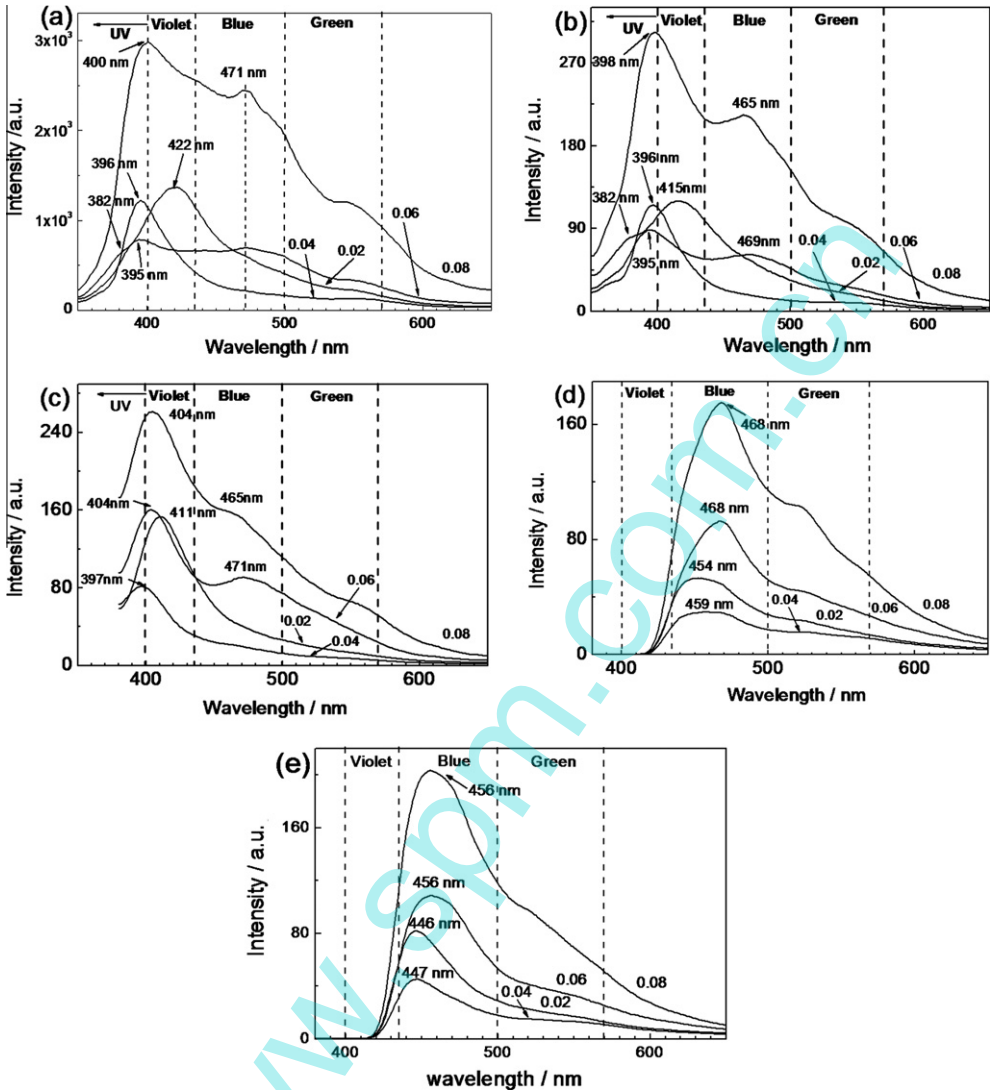 (a)
UV
Violet
Blue
Green
3x10³
2x10³
1x10³
0
Intensity /a.u.
400 nm
471 nm
396 nm
422 nm
382 nm
395 nm
0.04
0.02
0.06
0.08
400
500
600
Wavelength / nm
(b)
UV
Violet
Blue
Green
270
180
90
0
Intensity / a.u.
398 nm
465 nm
396 nm
415nm
382 nm
395 nm
469nm
0.04
0.02
0.06
0.08
400
500
600
Wavelength / nm
(c)
UV
Violet
Blue
Green
240
160
80
0
Intensity / a.u.
404 nm
465nm
404nm
411 nm
471nm
397nm
0.06
0.02
0.04
0.08
400
500
600
Wavelength / nm
(d)
Violet
Blue
Green
160
80
0
Intensity / a.u.
468 nm
468 nm
454 nm
459 nm
0.04
0.02
0.06
0.08
400
500
600
Wavelength / nm
(e)
Violet
Blue
Green
160
80
0
Intensity / a.u.
456 nm
456 nm
446 nm
447 nm
0.04
0.02
0.06
0.08
400
500
600
wavelength / nm
w.spm.com.cn